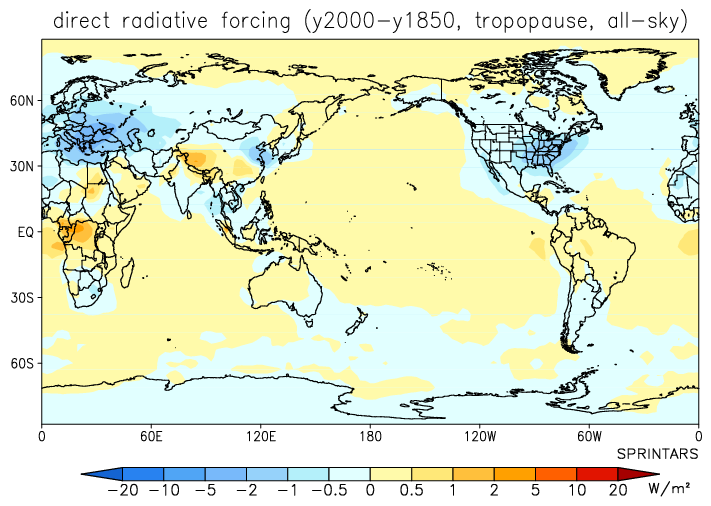 direct radiative forcing (y2000−y1850, tropopause, all−sky)
60N
30N
EQ
30S
60S
0 60E 120E 180 120W 60W 0
SPRINTARS
−20 −10 −5 −2 −1 −0.5 0 0.5 1 2 5 10 20 W/m²